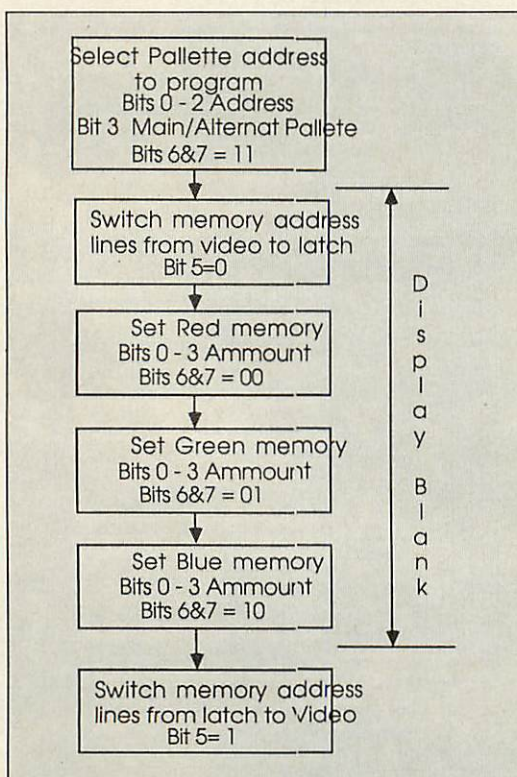 Select Pallette address
to program
Bits 0 - 2 Address
Bit 3 Main/Alternat Pallete
Bits 6&7 = 11
Switch memory address
lines from video to latch
Bit 5=0
Set Red memory
Bits 0 - 3 Ammount
Bits 6&7 = 00
Set Green memory
Bits 0 - 3 Ammount
Bits 6&7 = 01
Set Blue memory
Bits 0 - 3 Ammount
Bits 6&7 = 10
Switch memory address
lines from latch to Video
Bit 5= 1
Display Blank